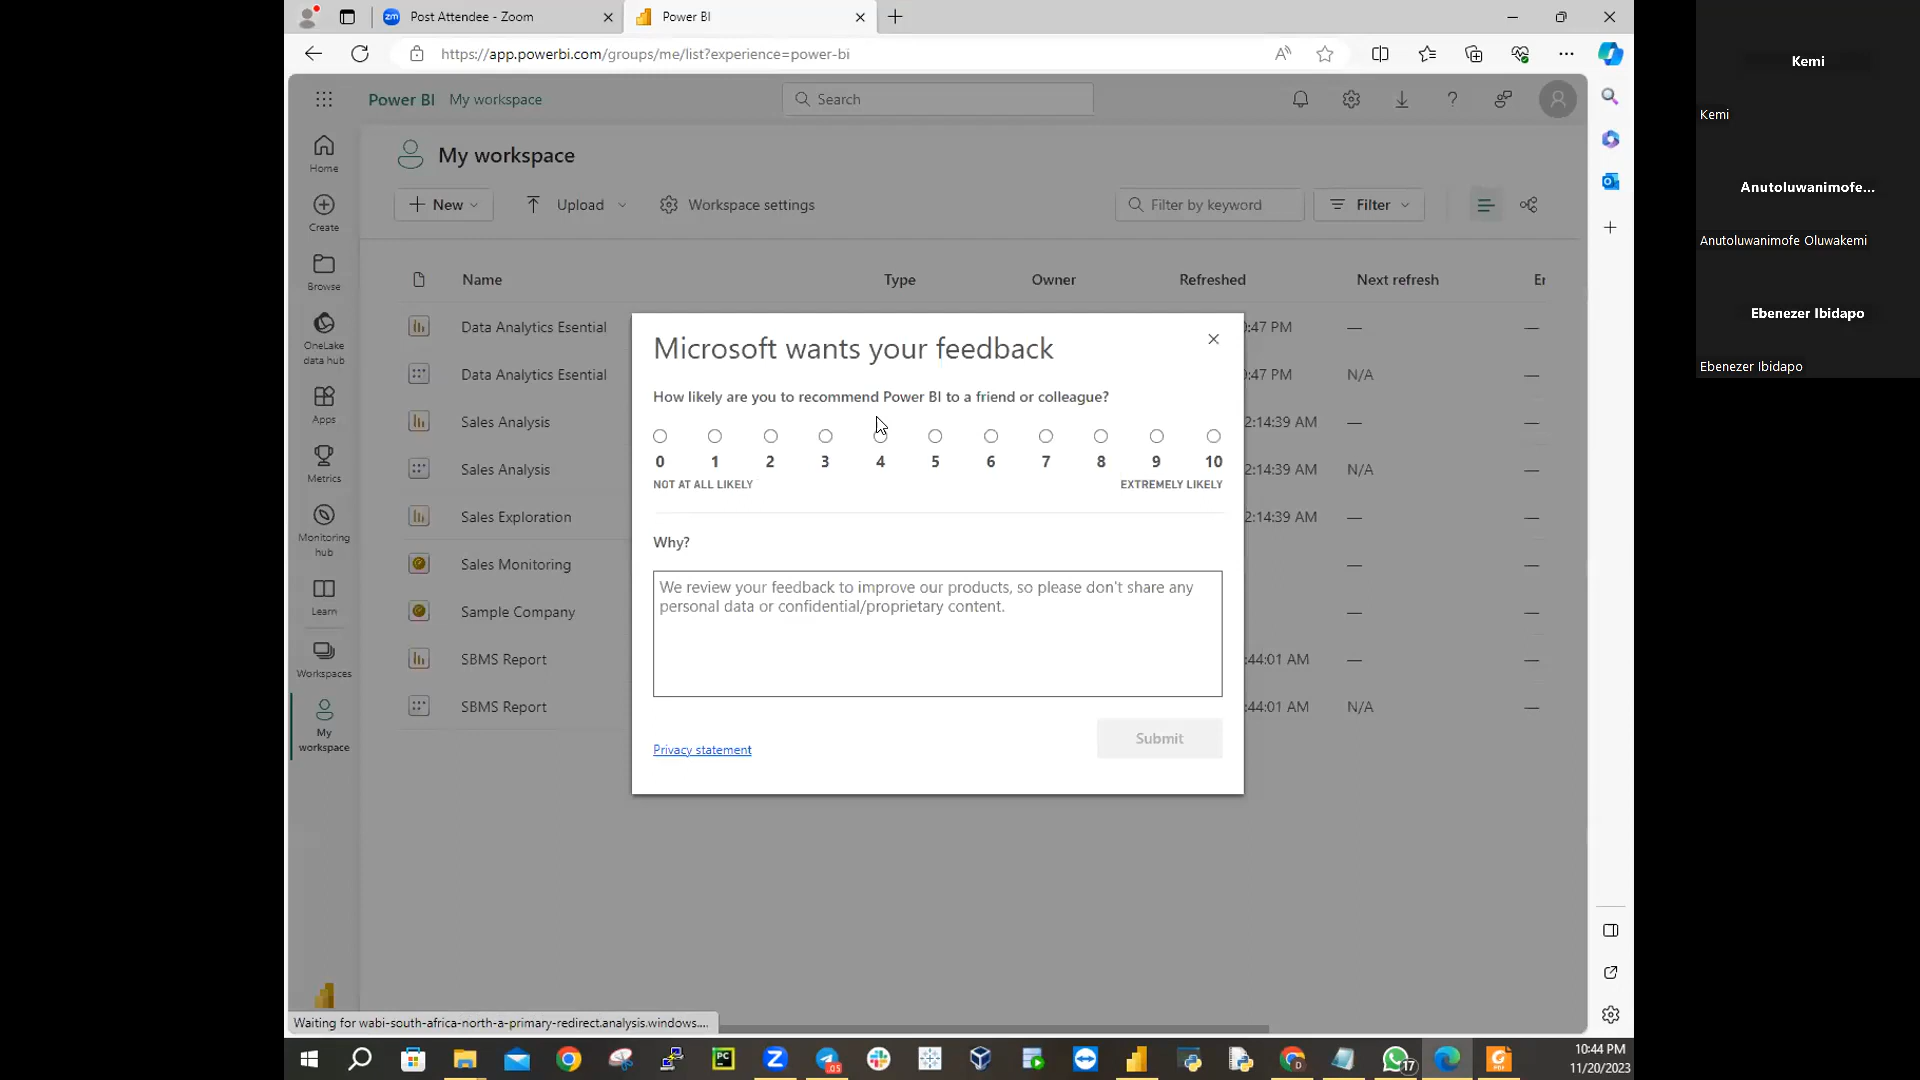 Post Attendee - Zoom
Power BI
https://app.powerbi.com/groups/me/list?experience=power-bi
Power BI My workspace
Search
My workspace
New
Upload
Workspace settings
Filter by keyword
Filter
Home
Create
Browse
OneLake
data hub
Apps
Metrics
Monitoring
hub
Learn
Workspaces
My
workspace
Name Type Owner Refreshed Next refresh Er
Data Analytics Esential :47 PM —  —
Data Analytics Esential :47 PM N/A —
Sales Analysis 2:14:39 AM — —
Sales Analysis 2:14:39 AM N/A —
Sales Exploration 2:14:39 AM — —
Sales Monitoring — —
Sample Company — —
SBMS Report :44:01 AM — —
SBMS Report :44:01 AM N/A —
Microsoft wants your feedback
How likely are you to recommend Power BI to a friend or colleague?
0 1 2 3 4 5 6 7 8 9 10
NOT AT ALL LIKELY EXTREMELY LIKELY
Why?
We review your feedback to improve our products, so please don't share any
personal data or confidential/proprietary content.
Privacy statement
Submit
Waiting for wabi-south-africa-north-a-primary-redirect.analysis.windows....
10:44 PM
11/20/2023
17
Kemi
Kemi
Anutoluwanimofe...
Anutoluwanimofe Oluwakemi
Ebenezer Ibidapo
Ebenezer Ibidapo